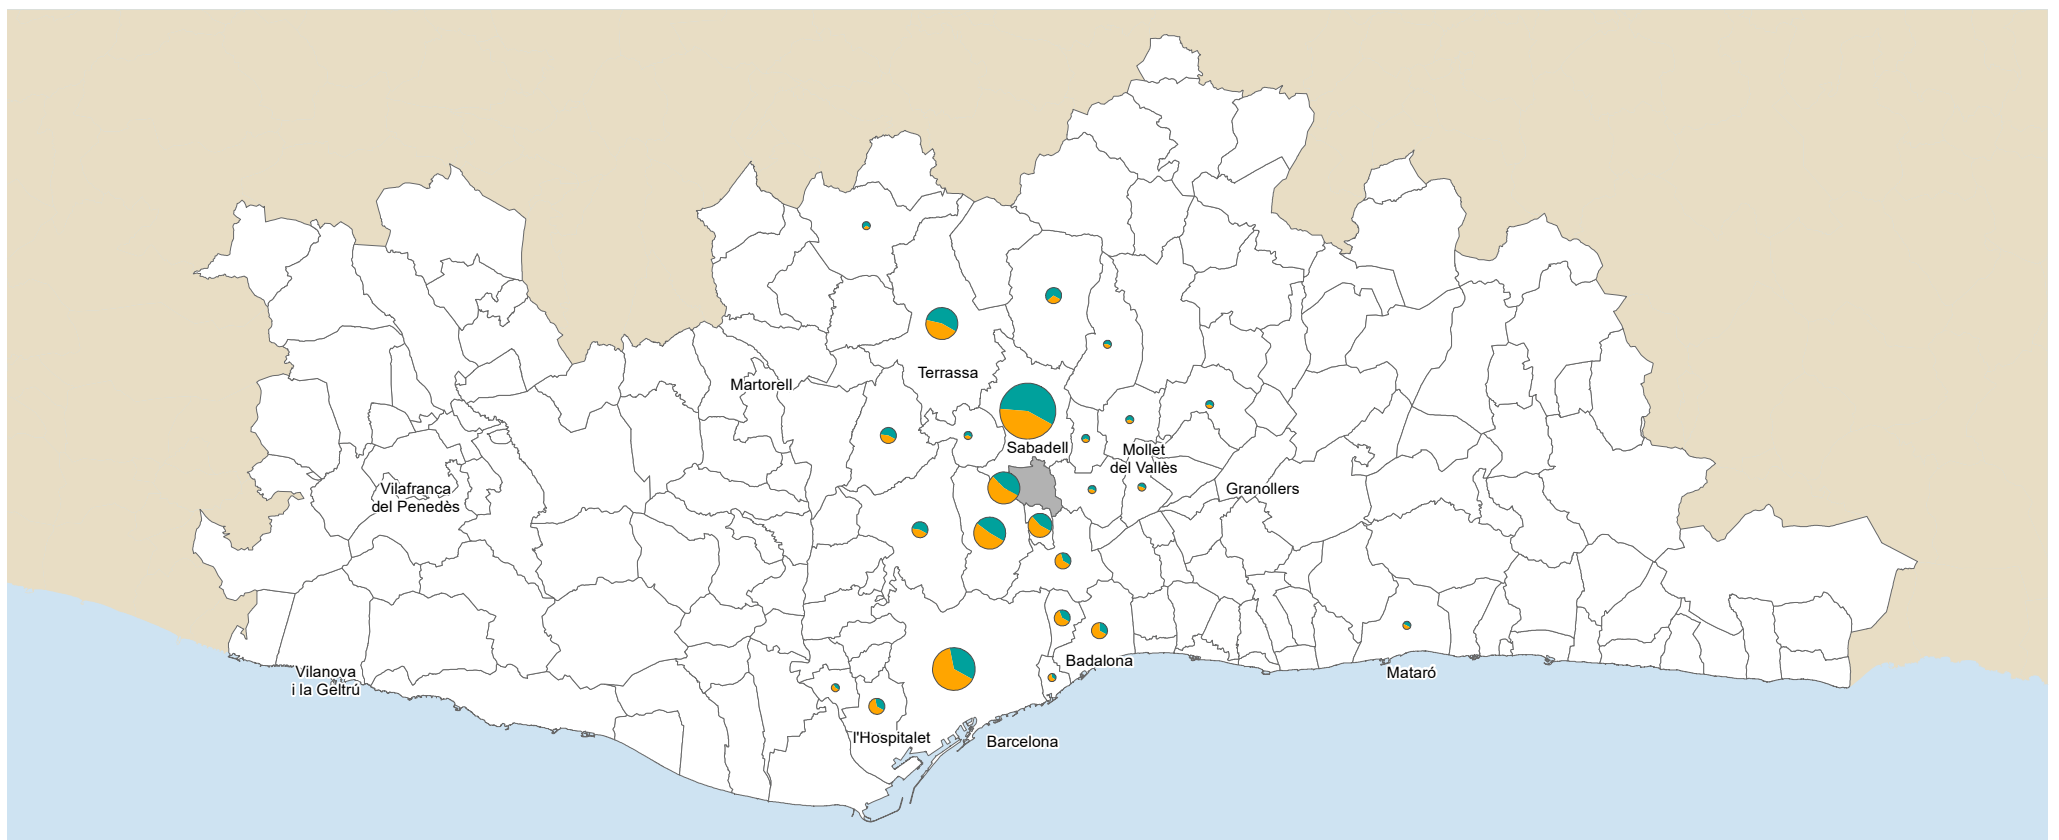 Terrassa
Martorell
Sabadell
Mollet
del Vallès
Vilafranca
del Penedès
Granollers
Badalona
Vilanova
i la Geltrú
Mataró
l'Hospitalet
Barcelona